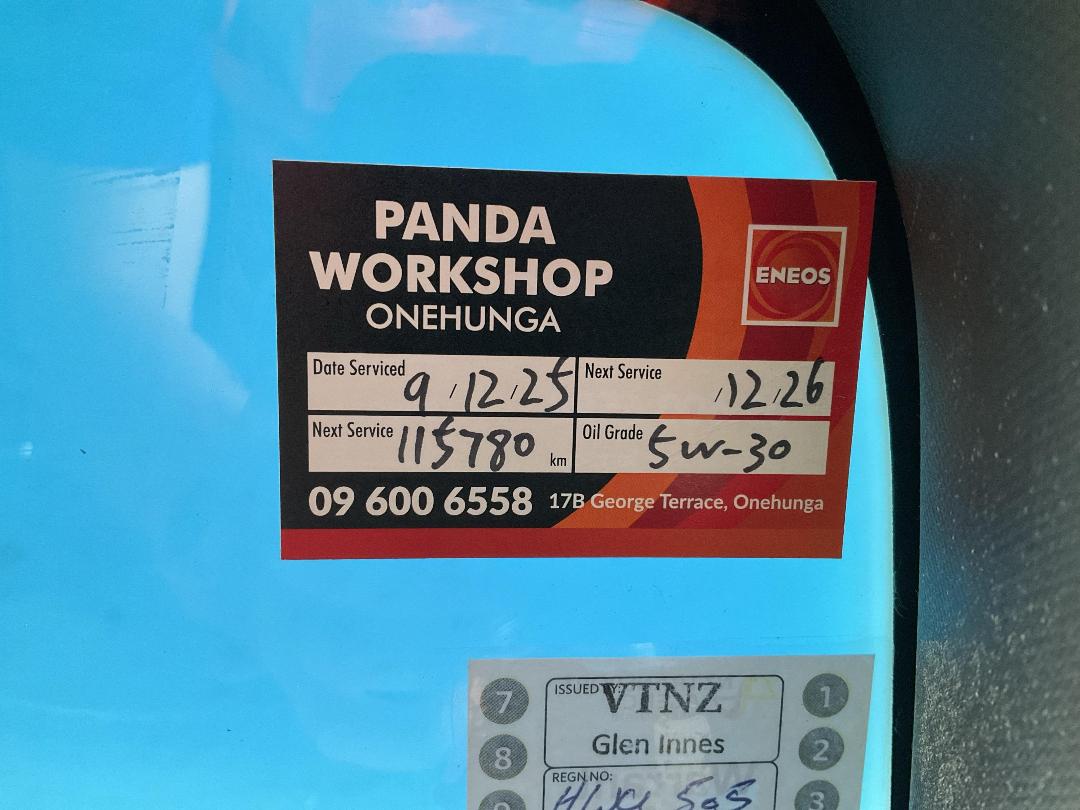 PANDA
WORKSHOP
ONEHUNGA
ENEOS
Date Serviced 9/12/25
Next Service /12/26
Next Service 115780 km
Oil Grade 5W-30
09 600 6558 17B George Terrace, Onehunga
ISSUED BY: VTNZ
Glen Innes
REGN NO: 505
7
8
1
2
3